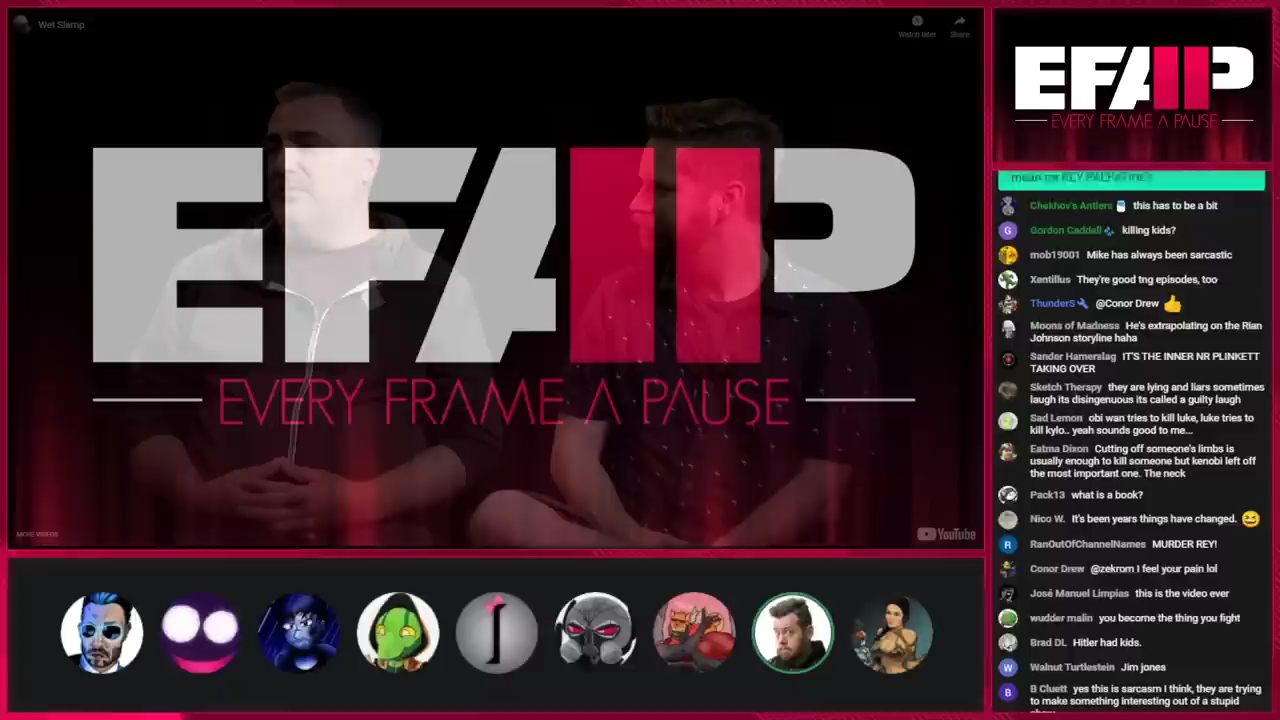 Wet Slamp
Watch later
Share
EFAP
EVERY FRAME A PAUSE
MORE VIDEOS
YouTube
EFAP
EVERY FRAME A PAUSE
Chekhov's Antlers this has to be a bit
G
Gordon Caddell killing kids?
mob19001 Mike has always been sarcastic
Xentillus They're good tng episodes, too
ThunderS @Conor Drew
Moons of Madness He's extrapolating on the Rian
Johnson storyline haha
Sander Hamerslag IT'S THE INNER NR PLINKETT
TAKING OVER
Sketch Therapy they are lying and liars sometimes
laugh its disingenuous its called a guilty laugh
Sad Lemon obi wan tries to kill luke, luke tries to
kill kylo.. yeah sounds good to me...
Eatma Dixon Cutting off someone's limbs is
usually enough to kill someone but kenobi left off
the most important one. The neck
Pack13 what is a book?
Nico W. It's been years things have changed.
R
RanOutOfChannelNames MURDER REY!
Conor Drew @zekrom I feel your pain lol
José Manuel Limpias this is the video ever
wudder malin you become the thing you fight
Brad DL Hitler had kids.
W
Walnut Turtlestein Jim jones
B
B Cluett yes this is sarcasm I think, they are trying
to make something interesting out of a stupid